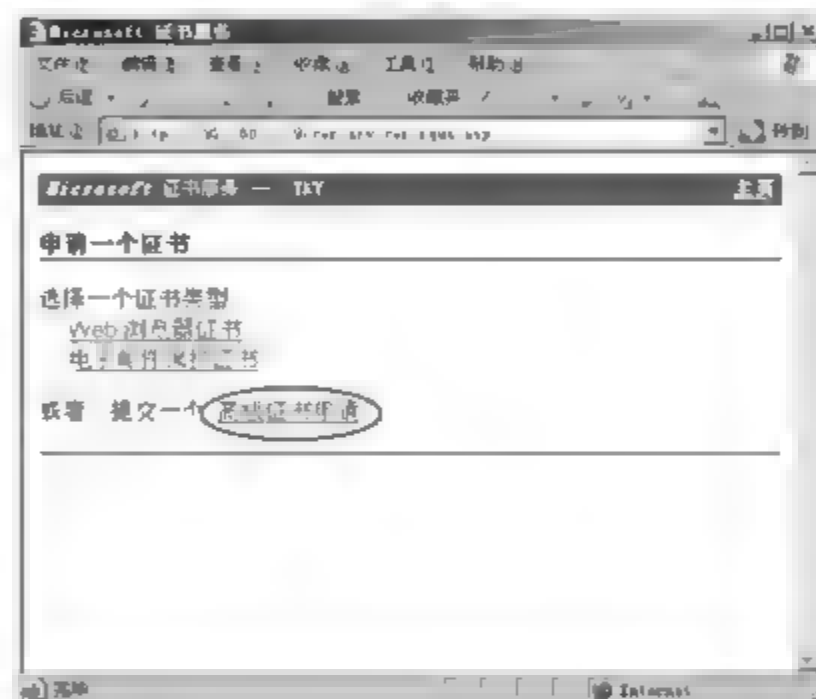 Microsoft 证书服务
文件 编辑 查看 收藏 工具 帮助
后退 搜索 收藏夹
地址 转到
Microsoft 证书服务 — TKY 主页
申请一个证书
选择一个证书类型
Web 浏览器证书
电子邮件保护证书
或者 提交一个 高级证书申请
完毕 Internet